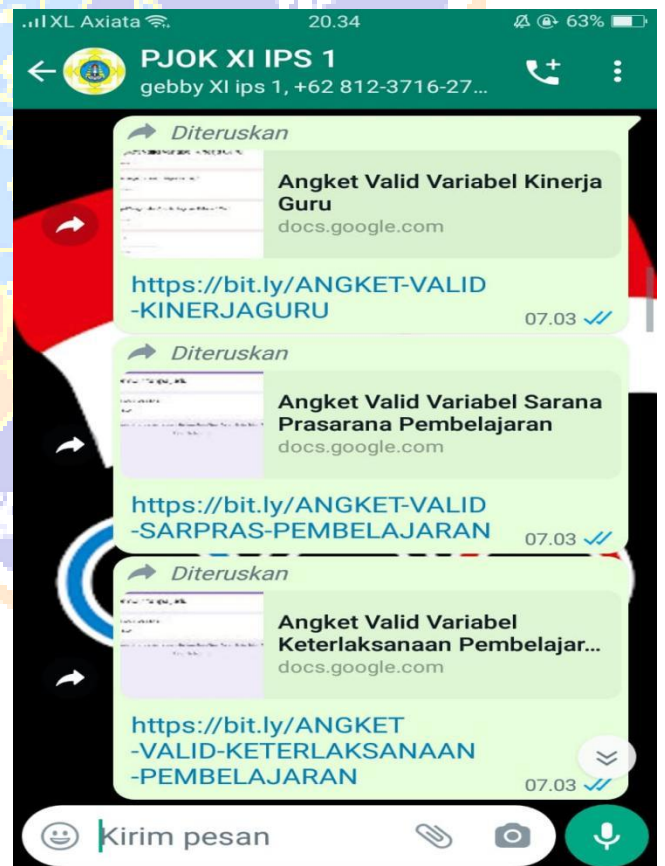 XL Axiata 20.34 63%
PJOK XI IPS 1
gebby XI ips 1, +62 812-3716-27...
Diteruskan
Angket Valid Variabel Kinerja
Guru
docs.google.com
https://bit.ly/ANGKET-VALID
-KINERJAGURU
07.03
Diteruskan
Angket Valid Variabel Sarana
Prasarana Pembelajaran
docs.google.com
https://bit.ly/ANGKET-VALID
-SARPRAS-PEMBELAJARAN
07.03
Diteruskan
Angket Valid Variabel
Keterlaksanaan Pembelajar...
docs.google.com
https://bit.ly/ANGKET
-VALID-KETERLAKSANAAN
-PEMBELAJARAN
07.03
Kirim pesan